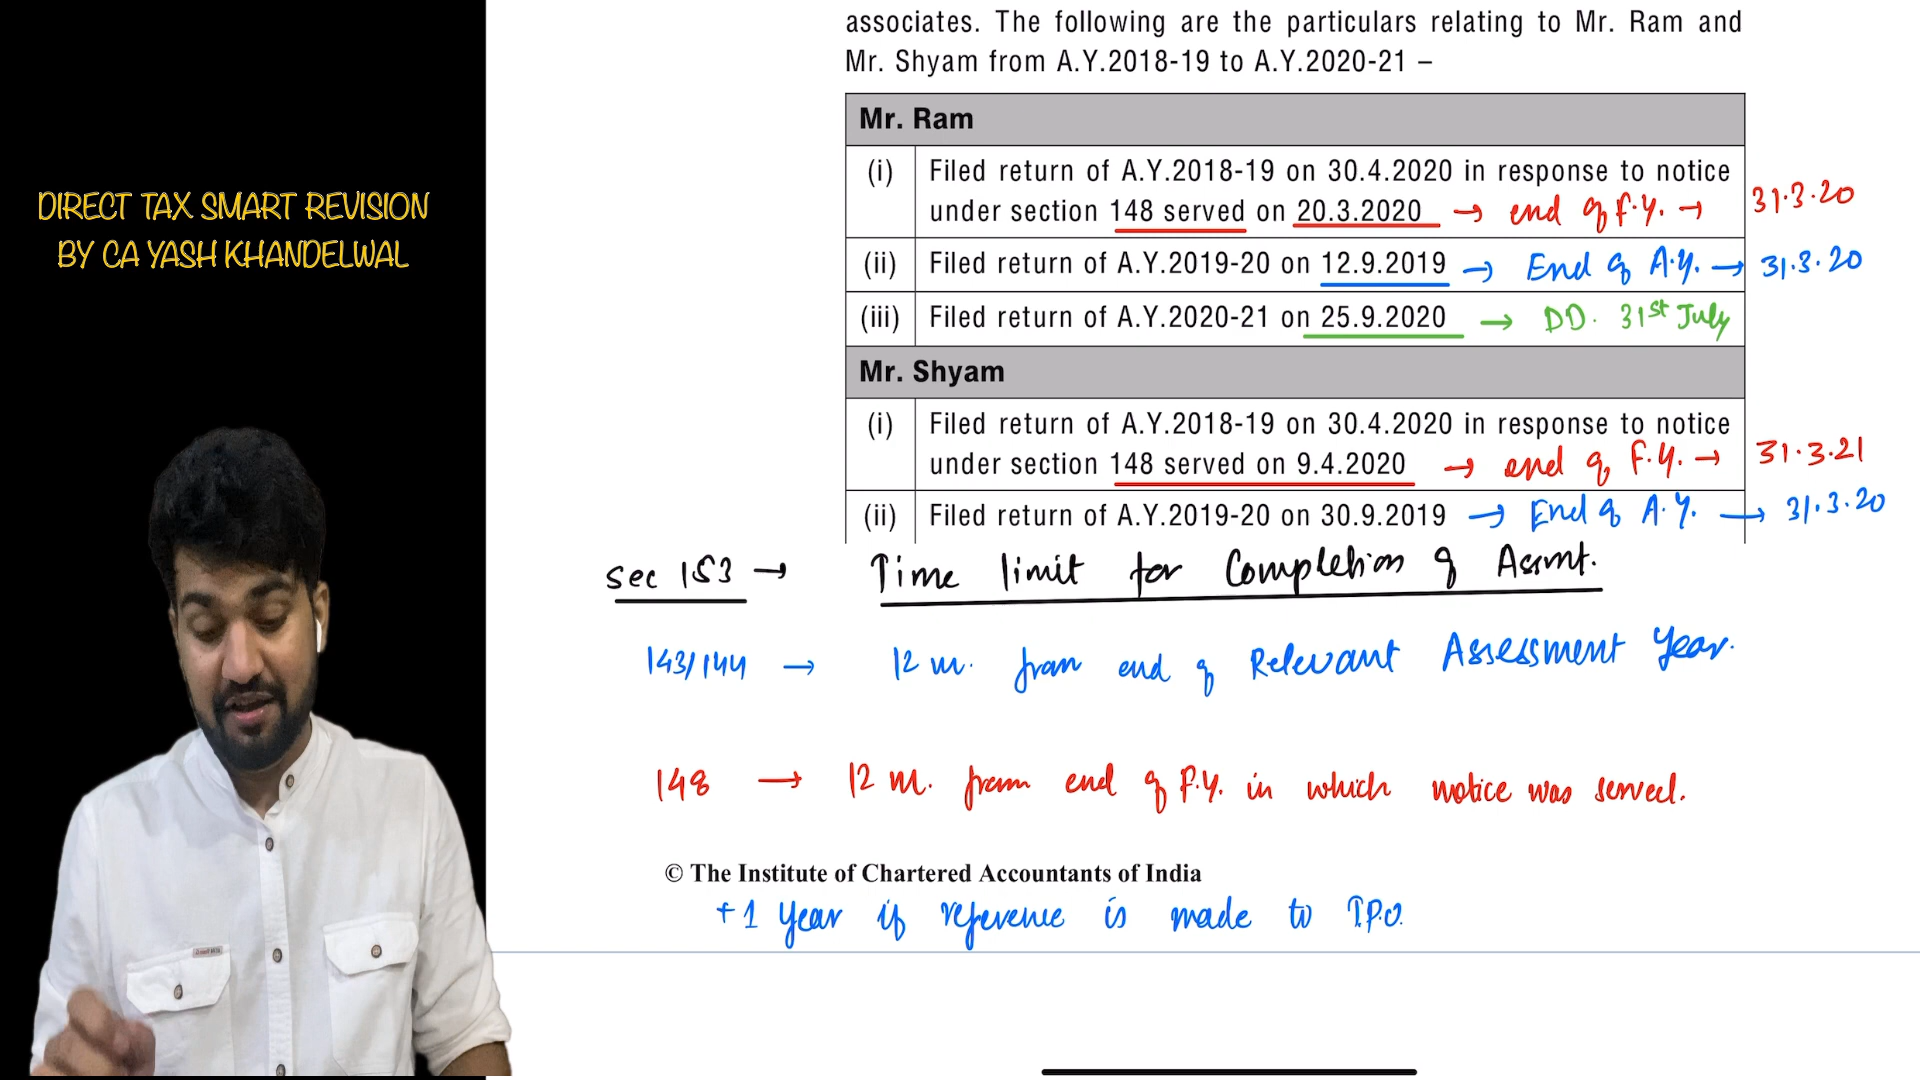 DIRECT TAX SMART REVISION
BY CA YASH KHANDELWAL
associates. The following are the particulars relating to Mr. Ram and
Mr. Shyam from A.Y.2018-19 to A.Y.2020-21 –
Mr. Ram
(i) Filed return of A.Y.2018-19 on 30.4.2020 in response to notice
under section 148 served on 20.3.2020 → end of F.Y. → 31.3.20
(ii) Filed return of A.Y.2019-20 on 12.9.2019 → End of A.Y. → 31.3.20
(iii) Filed return of A.Y.2020-21 on 25.9.2020 → DD. 31st July
Mr. Shyam
(i) Filed return of A.Y.2018-19 on 30.4.2020 in response to notice
under section 148 served on 9.4.2020 → end of F.Y. → 31.3.21
(ii) Filed return of A.Y.2019-20 on 30.9.2019 → End of A.Y. → 31.3.20
sec 153 → Time limit for Completion of Assmt.
143/144 → 12 m. from end of Relevant Assessment Year.
148 → 12 m. from end of F.Y. in which notice was served.
© The Institute of Chartered Accountants of India
+1 Year if reference is made to T.P.O.